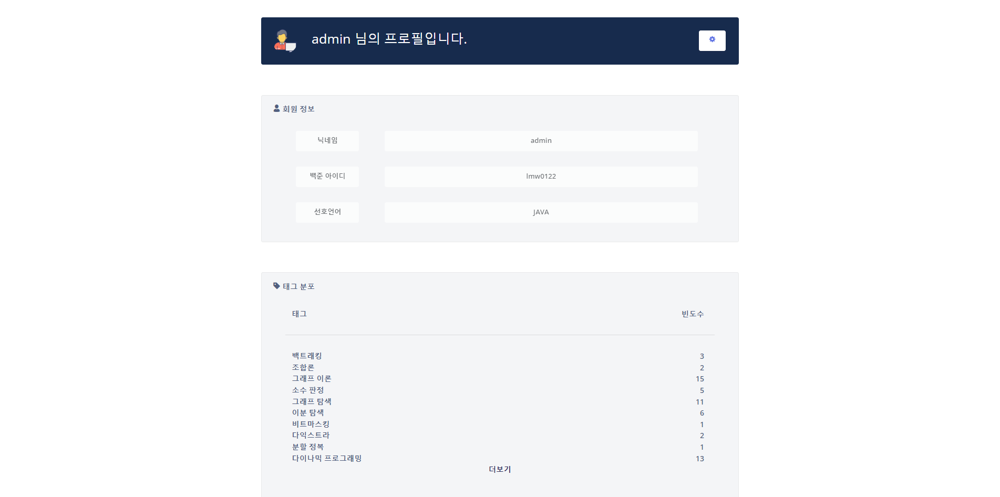 admin 님의 프로필입니다.
회원 정보
닉네임 admin
백준 아이디 lmw0122
선호언어 JAVA
태그 분포
태그 빈도수
백트래킹 3
조합론 2
그래프 이론 15
소수 판정 5
그래프 탐색 11
이분 탐색 6
비트마스킹 1
다익스트라 2
분할 정복 1
다이나믹 프로그래밍 13
더보기